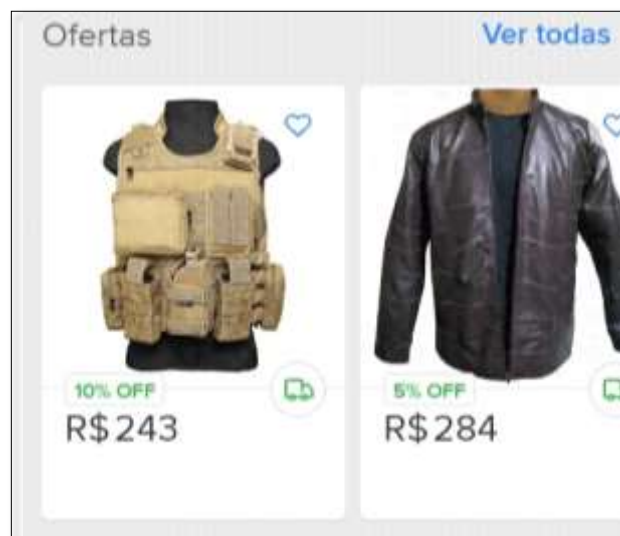 Ofertas
Ver todas
10% OFF
R$ 243
5% OFF
R$ 284